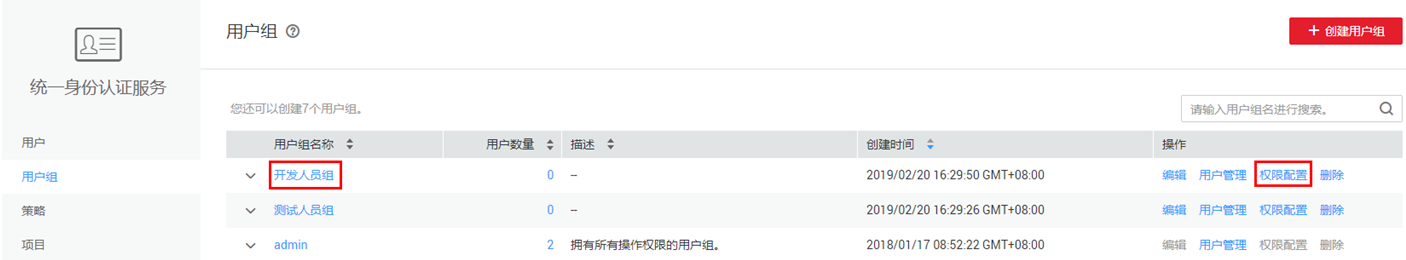 统一身份认证服务
用户
用户组
策略
项目
用户组 ?
+ 创建用户组
您还可以创建7个用户组。
请输入用户组名进行搜索。
用户组名称 用户数量 描述 创建时间 操作
开发人员组 0 -- 2019/02/20 16:29:50 GMT+08:00 编辑 用户管理 权限配置 删除
测试人员组 0 -- 2019/02/20 16:29:26 GMT+08:00 编辑 用户管理 权限配置 删除
admin 2 拥有所有操作权限的用户组。 2018/01/17 08:52:22 GMT+08:00 编辑 用户管理 权限配置 删除